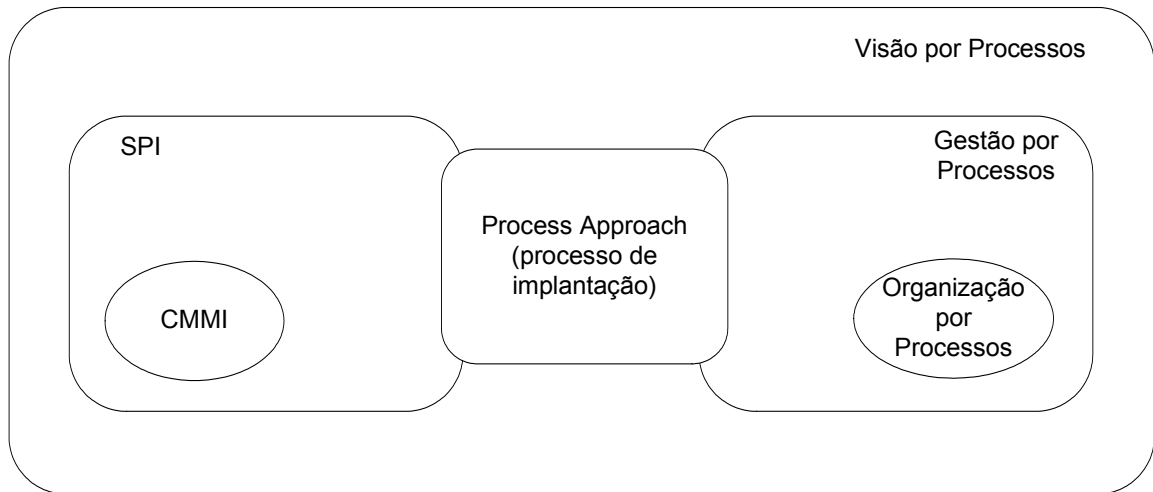 Visão por Processos
SPI
Gestão por
Processos
Process Approach
(processo de
implantação)
CMMI
Organização
por
Processos